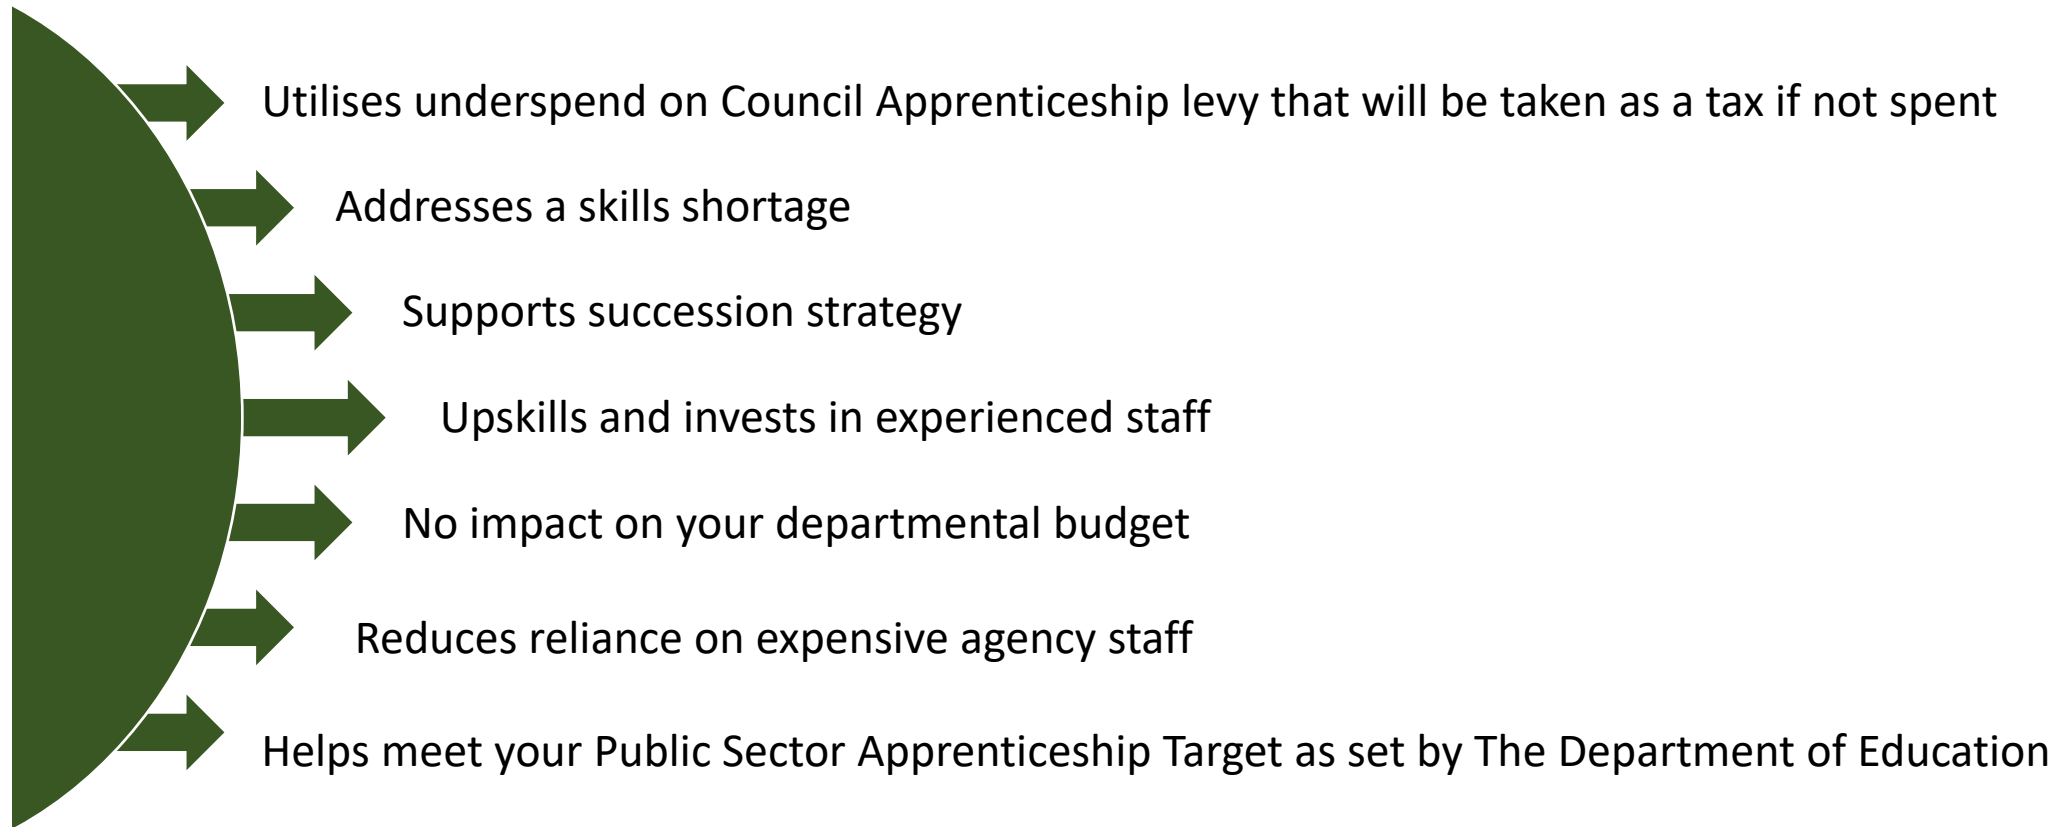 Utilises underspend on Council Apprenticeship levy that will be taken as a tax if not spent
Addresses a skills shortage
Supports succession strategy
Upskills and invests in experienced staff
No impact on your departmental budget
Reduces reliance on expensive agency staff
Helps meet your Public Sector Apprenticeship Target as set by The Department of Education